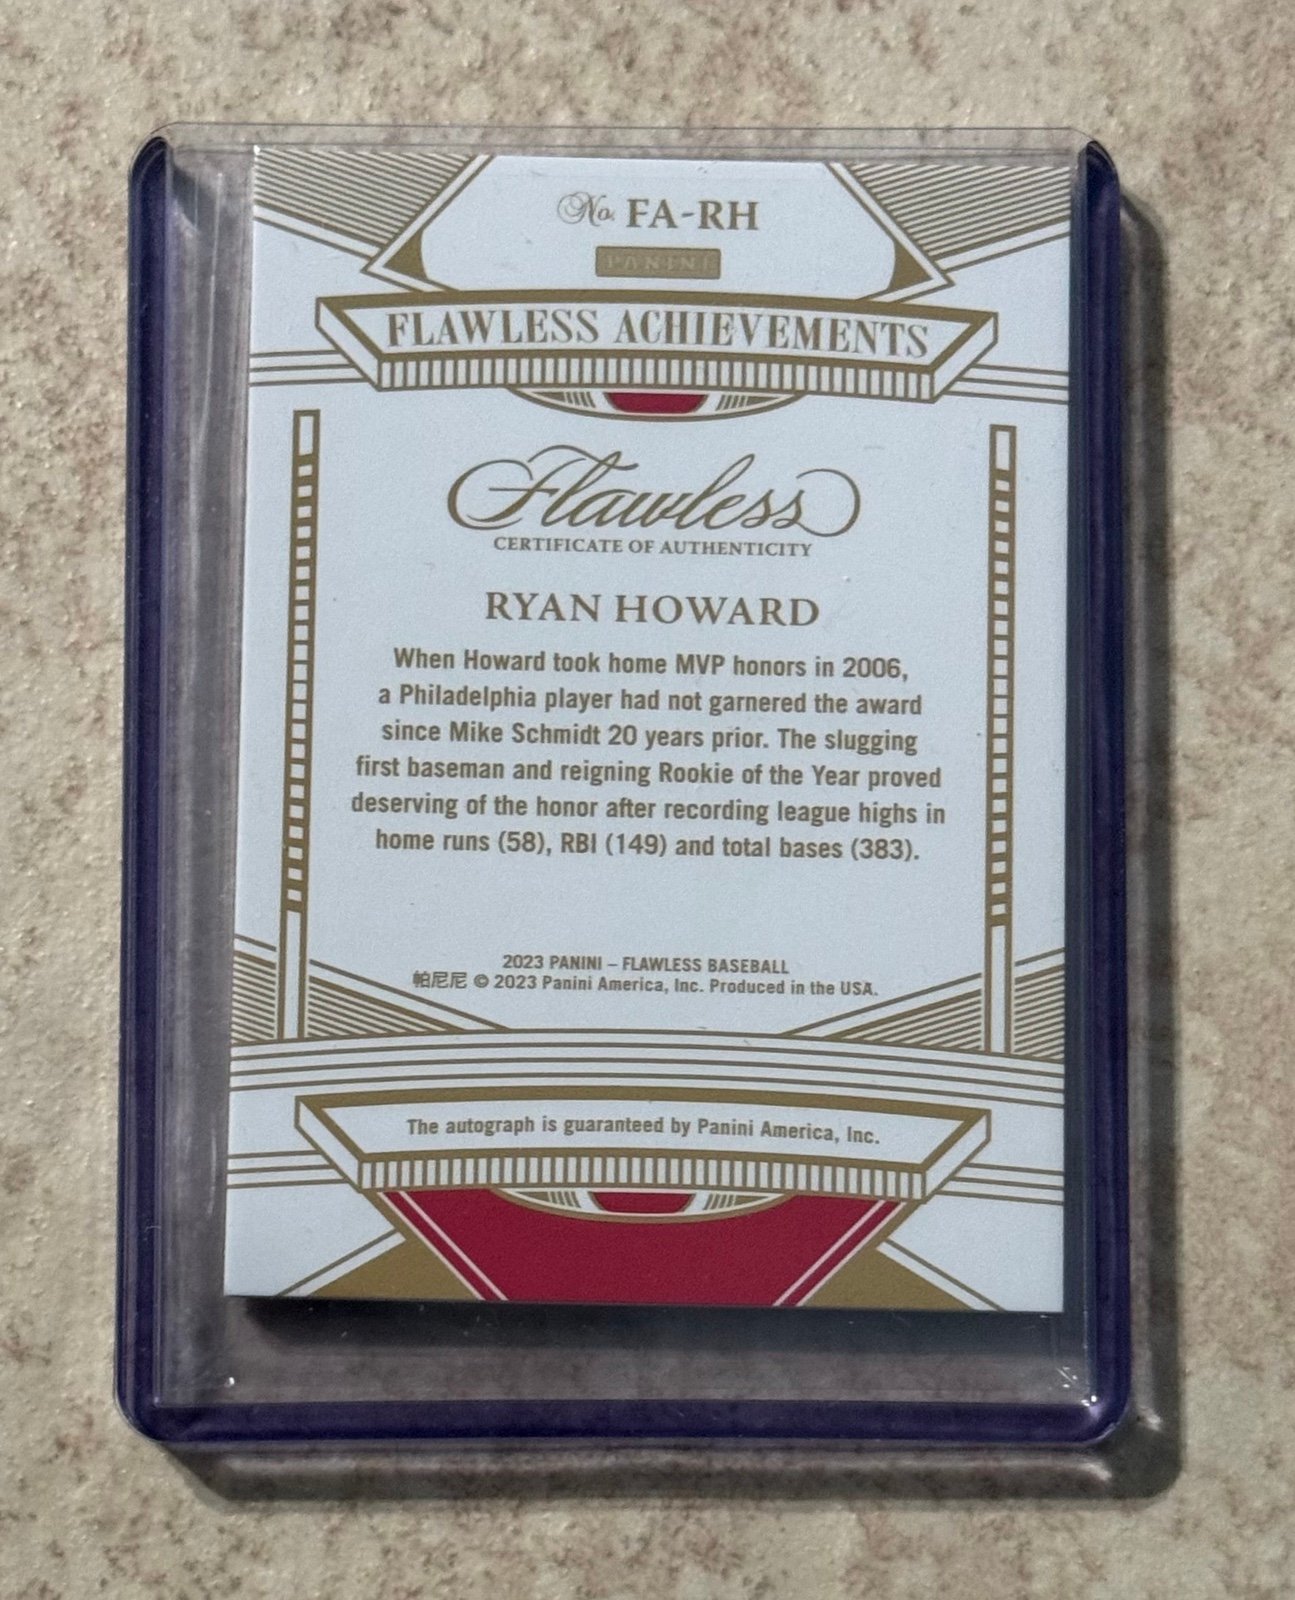 No. FA-RH
PANINI
FLAWLESS ACHIEVEMENTS
Flawless
CERTIFICATE OF AUTHENTICITY
RYAN HOWARD
When Howard took home MVP honors in 2006,
a Philadelphia player had not garnered the award
since Mike Schmidt 20 years prior. The slugging
first baseman and reigning Rookie of the Year proved
deserving of the honor after recording league highs in
home runs (58), RBI (149) and total bases (383).
2023 PANINI – FLAWLESS BASEBALL
帕尼尼 © 2023 Panini America, Inc. Produced in the USA.
The autograph is guaranteed by Panini America, Inc.